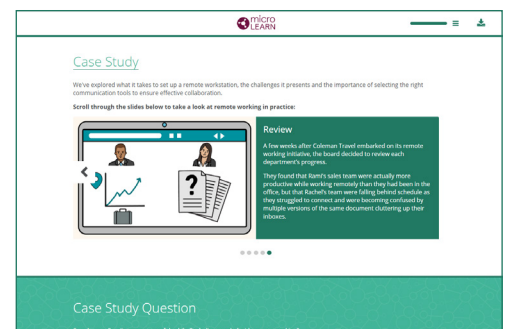 micro
LEARN
Case Study
We've explored what it takes to set up a remote workstation, the challenges it presents and the importance of selecting the right
communication tools to ensure effective collaboration.
Scroll through the slides below to take a look at remote working in practice:
Review
A few weeks after Coleman Travel embarked on its remote
working initiative, the board decided to review each
department's progress.
They found that Rami's sales team were actually more
productive while working remotely than they had been in the
office, but that Rachel's team were falling behind schedule as
they struggled to connect and were becoming confused by
multiple versions of the same document cluttering up their
inboxes.
?
Case Study Question